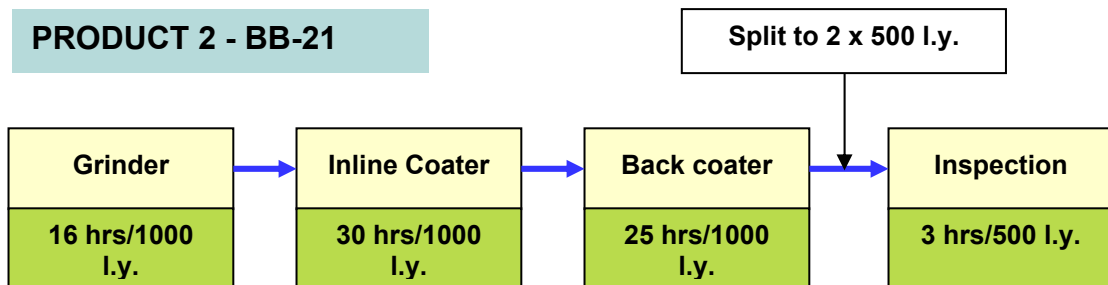 PRODUCT 2 - BB-21
Split to 2 x 500 l.y.
Grinder
Inline Coater
Back coater
Inspection
16 hrs/1000
l.y.
30 hrs/1000
l.y.
25 hrs/1000
l.y.
3 hrs/500 l.y.